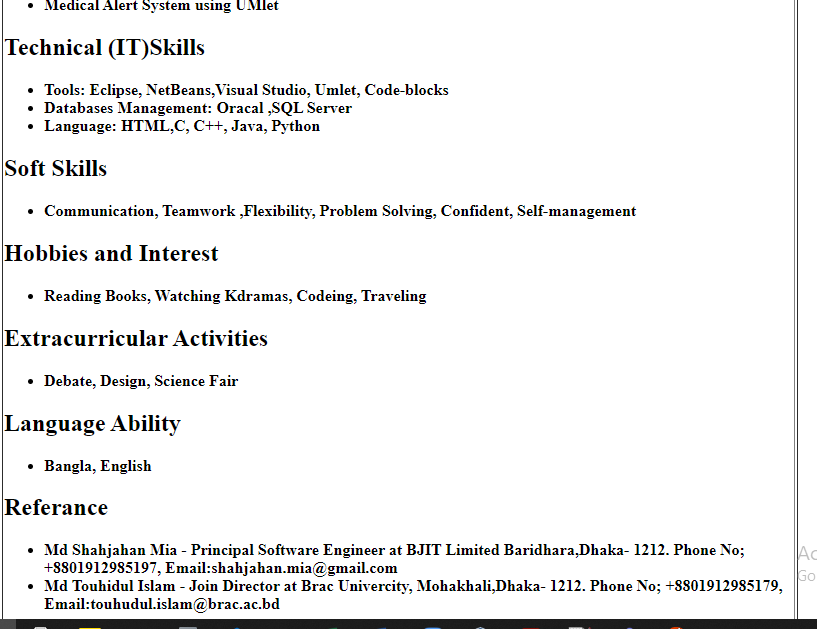 Medical Alert System using UMlet
Technical (IT)Skills
Tools: Eclipse, NetBeans,Visual Studio, Umlet, Code-blocks
Databases Management: Oracal ,SQL Server
Language: HTML,C, C++, Java, Python
Soft Skills
Communication, Teamwork ,Flexibility, Problem Solving, Confident, Self-management
Hobbies and Interest
Reading Books, Watching Kdramas, Codeing, Traveling
Extracurricular Activities
Debate, Design, Science Fair
Language Ability
Bangla, English
Referance
Md Shahjahan Mia - Principal Software Engineer at BJIT Limited Baridhara,Dhaka- 1212. Phone No;
+8801912985197, Email:shahjahan.mia@gmail.com
Md Touhidul Islam - Join Director at Brac Univercity, Mohakhali,Dhaka- 1212. Phone No; +8801912985179,
Email:touhudul.islam@brac.ac.bd